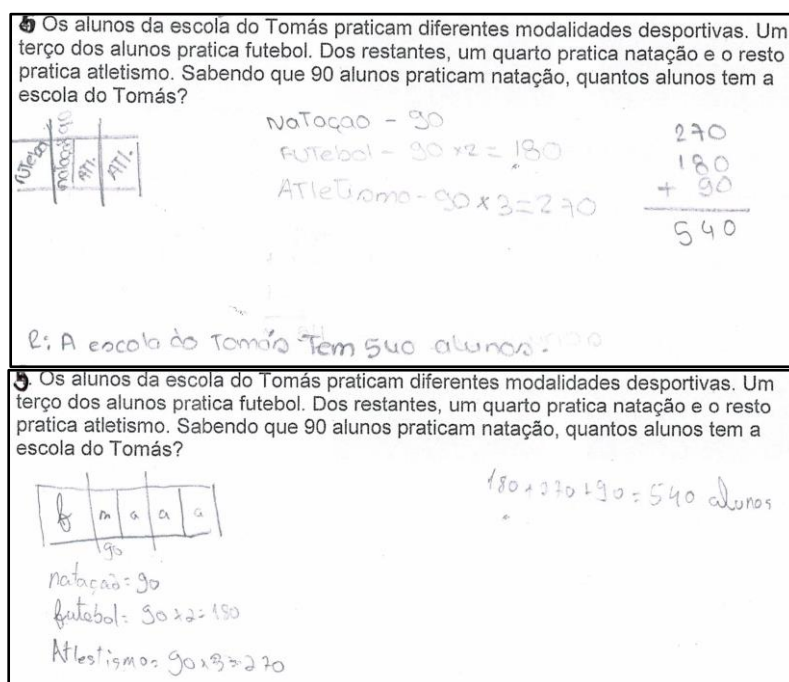 5 Os alunos da escola do Tomás praticam diferentes modalidades desportivas. Um
terço dos alunos pratica futebol. Dos restantes, um quarto pratica natação e o resto
pratica atletismo. Sabendo que 90 alunos praticam natação, quantos alunos tem a
escola do Tomás?
Futebol natação 90 Atl. Atl.
Natação - 90
Futebol - 90 x 2 = 180
Atletismo - 90 x 3 = 270
270
180
+ 90
540
R: A escola do Tomás Tem 540 alunos.
5. Os alunos da escola do Tomás praticam diferentes modalidades desportivas. Um
terço dos alunos pratica futebol. Dos restantes, um quarto pratica natação e o resto
pratica atletismo. Sabendo que 90 alunos praticam natação, quantos alunos tem a
escola do Tomás?
f n a a a
90
natação = 90
futebol = 90 x 2 = 180
Atlestismo = 90 x 3 = 270
180 + 270 + 90 = 540 alunos